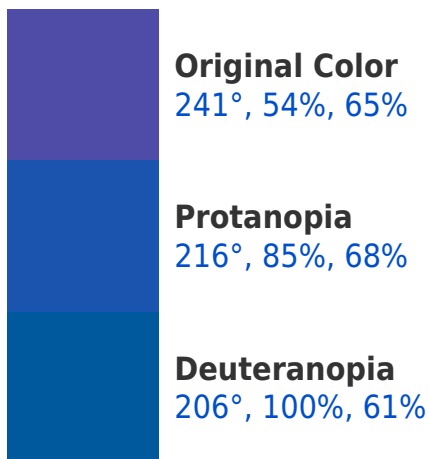 Original Color
241°, 54%, 65%
Protanopia
216°, 85%, 68%
Deuteranopia
206°, 100%, 61%